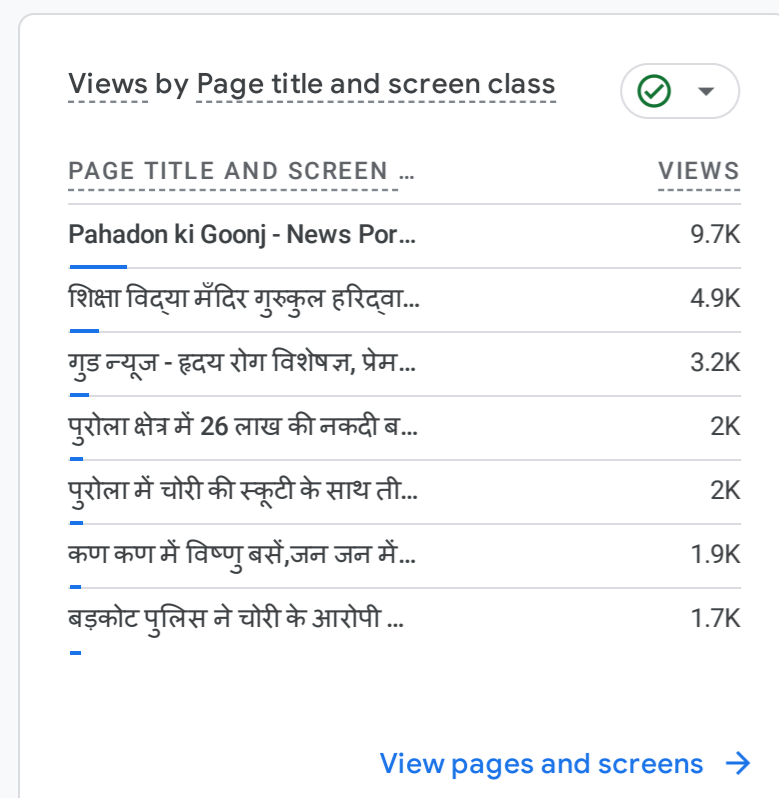 Views by Page title and screen class
PAGE TITLE AND SCREEN ... VIEWS
Pahadon ki Goonj - News Por... 9.7K
शिक्षा विद्‌या मँदिर गुरुकुल हरिद्‌वा... 4.9K
गुड न्यूज - हृदय रोग विशेषज्ञ, प्रेम... 3.2K
पुरोला क्षेत्र में 26 लाख की नकदी ब... 2K
पुरोला में चोरी की स्कूटी के साथ ती... 2K
कण कण में विष्णु बसें,जन जन में... 1.9K
बड़कोट पुलिस ने चोरी के आरोपी ... 1.7K
View pages and screens